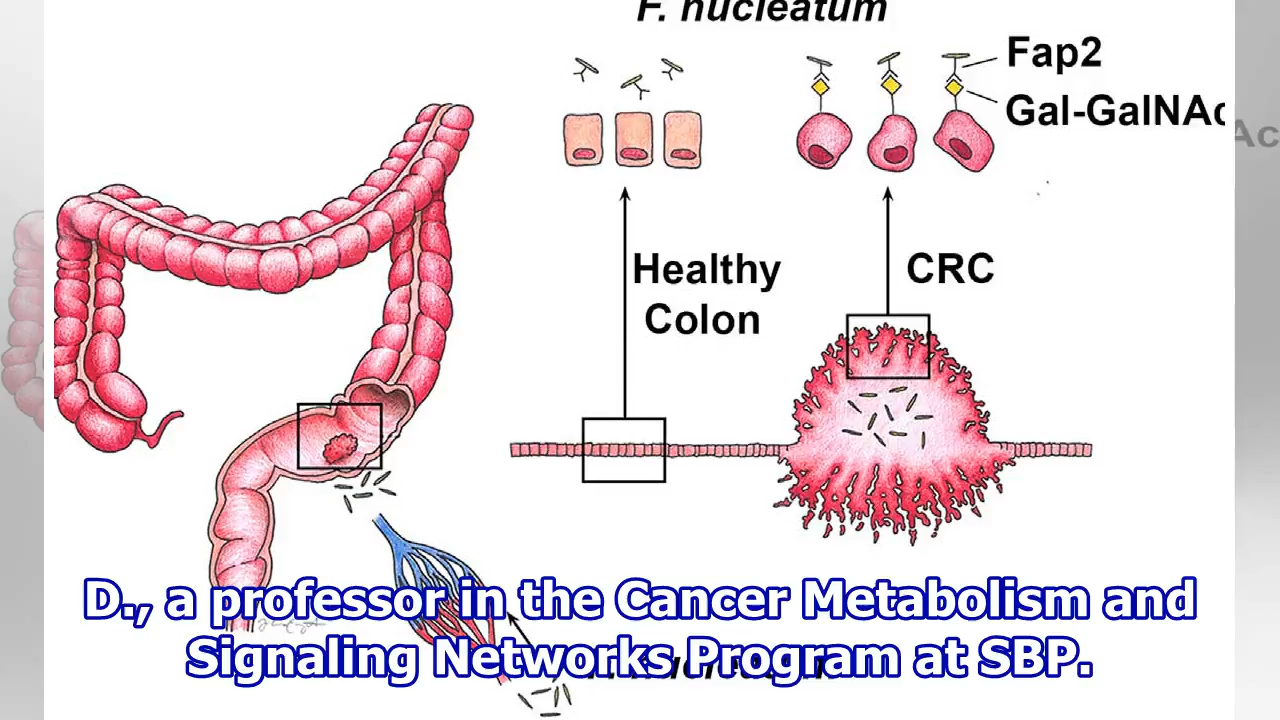 F. nucleatum
Fap2
Gal-GalNAc
Healthy
Colon
CRC
D., a professor in the Cancer Metabolism and
Signaling Networks Program at SBP.